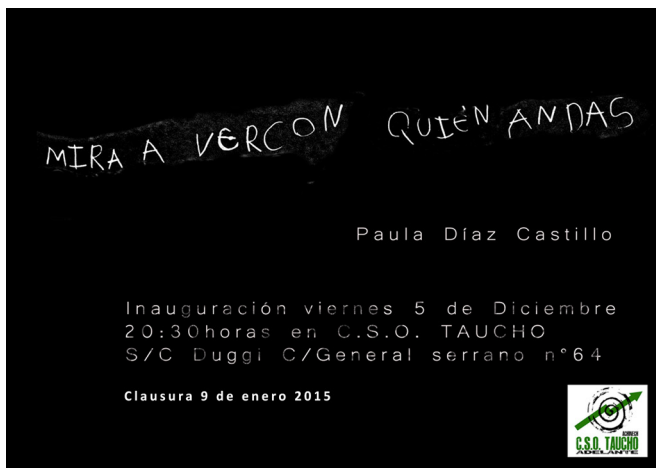 MIRA A VERCON QUIÉN ANDAS
Paula Díaz Castillo
Inauguración viernes 5 de Diciembre
20:30horas en C.S.O. TAUCHO
S/C Duggi C/General serrano n°64
Clausura 9 de enero 2015
C.S.O. TAUCHO
ADELANTE